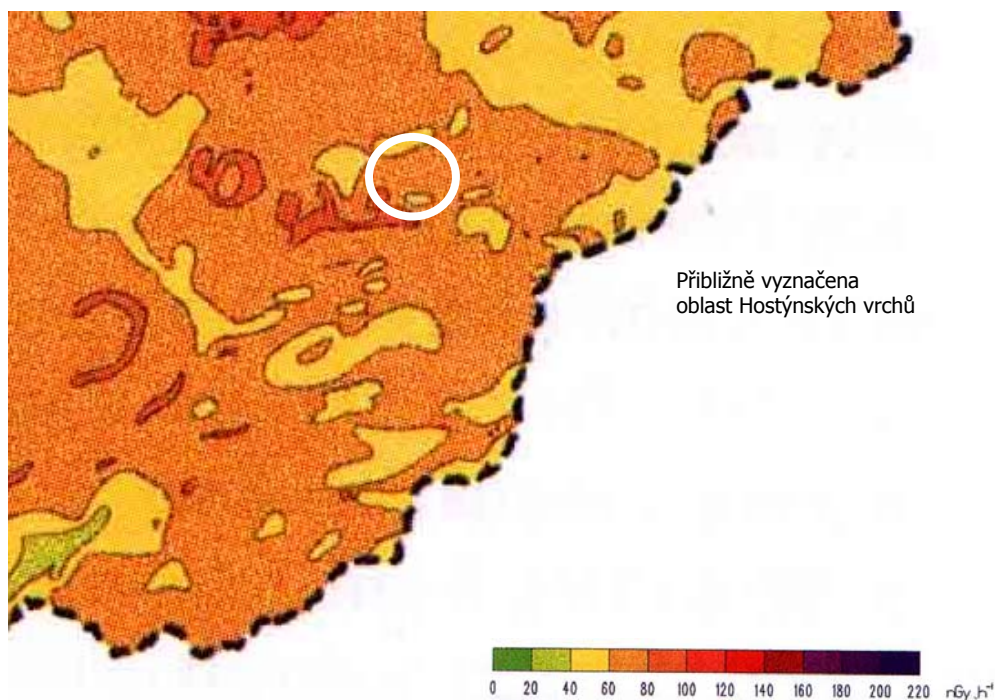 Přibližně vyznačena
oblast Hostýnských vrchů
0 20 40 60 80 100 120 140 160 180 200 220 nGy.h⁻¹